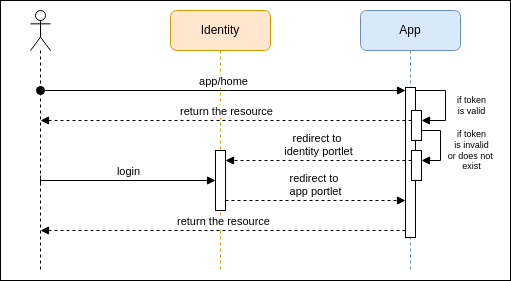 Identity
App
app/home
if token
is valid
return the resource
if token
is invalid
or does not
exist
redirect to
identity portlet
login
redirect to
app portlet
return the resource